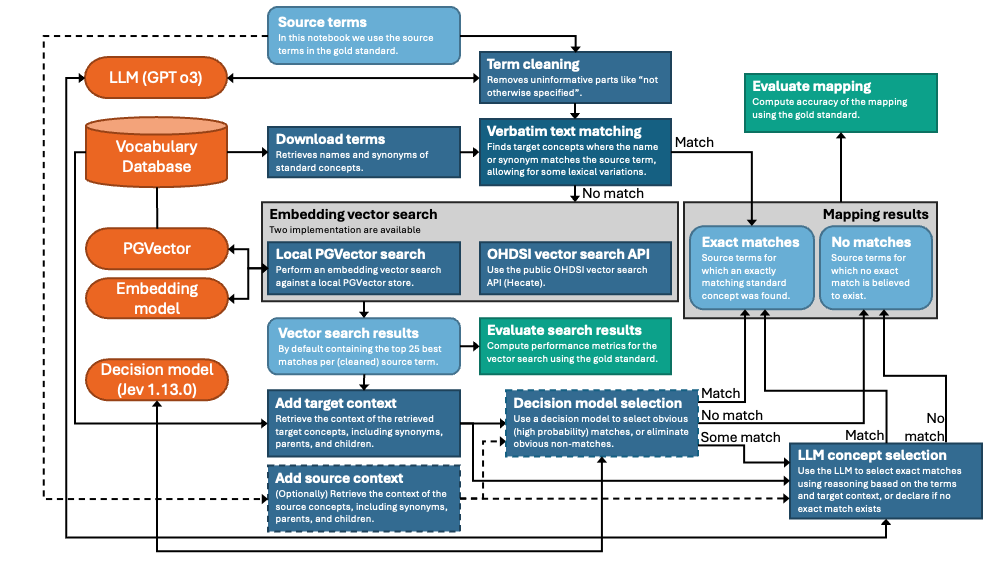 Source terms
In this notebook we use the source
terms in the gold standard.
LLM (GPT o3)
Term cleaning
Removes uninformative parts like “not
otherwise specified”.
Evaluate mapping
Compute accuracy of the mapping
using the gold standard.
Vocabulary
Database
Download terms
Retrieves names and synonyms of
standard concepts.
Verbatim text matching
Finds target concepts where the name
or synonym matches the source term,
allowing for some lexical variations.
Match
No match
Embedding vector search
Two implementation are available
Local PGVector search
Perform an embedding vector search
against a local PGVector store.
OHDSI vector search API
Use the public OHDSI vector search
API (Hecate).
Mapping results
Exact matches
Source terms for
which an exactly
matching standard
concept was found.
No matches
Source terms for
which no exact
match is believed
to exist.
PGVector
Embedding
model
Vector search results
By default containing the top 25 best
matches per (cleaned) source term.
Evaluate search results
Compute performance metrics for the
vector search using the gold standard.
Decision model
(Jev 1.13.0)
Add target context
Retrieve the context of the retrieved
target concepts, including synonyms,
parents, and children.
Decision model selection
Use a decision model to select obvious
(high probability) matches, or eliminate
obvious non-matches.
Match
No match
Some match
Match
No
match
Add source context
(Optionally) Retrieve the context of the
source concepts, including synonyms,
parents, and children.
LLM concept selection
Use the LLM to select exact matches
using reasoning based on the terms
and target context, or declare if no
exact match exists